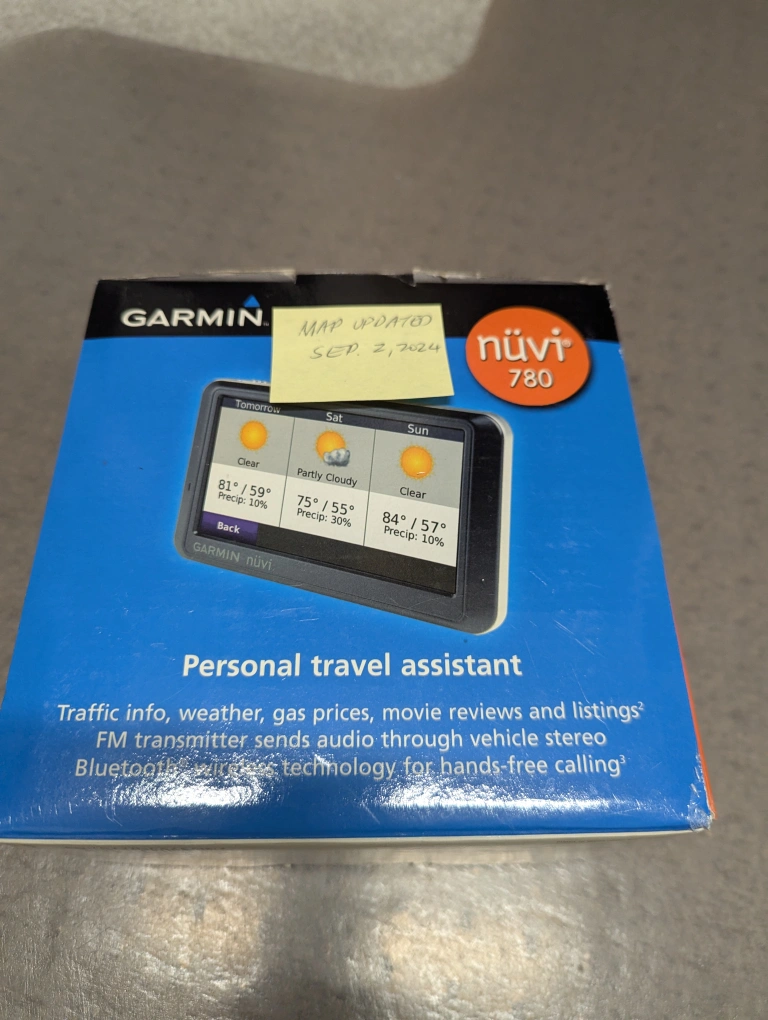 GARMIN
MAP UPDATED
SEP. 2, 2024
nüvi®
780
Tomorrow
Clear
81° / 59°
Precip: 10%
Sat
Partly Cloudy
75° / 55°
Precip: 30%
Sun
Clear
84° / 57°
Precip: 10%
Back
GARMIN nüvi
Personal travel assistant
Traffic info, weather, gas prices, movie reviews and listings²
FM transmitter sends audio through vehicle stereo
Bluetooth® wireless technology for hands-free calling³